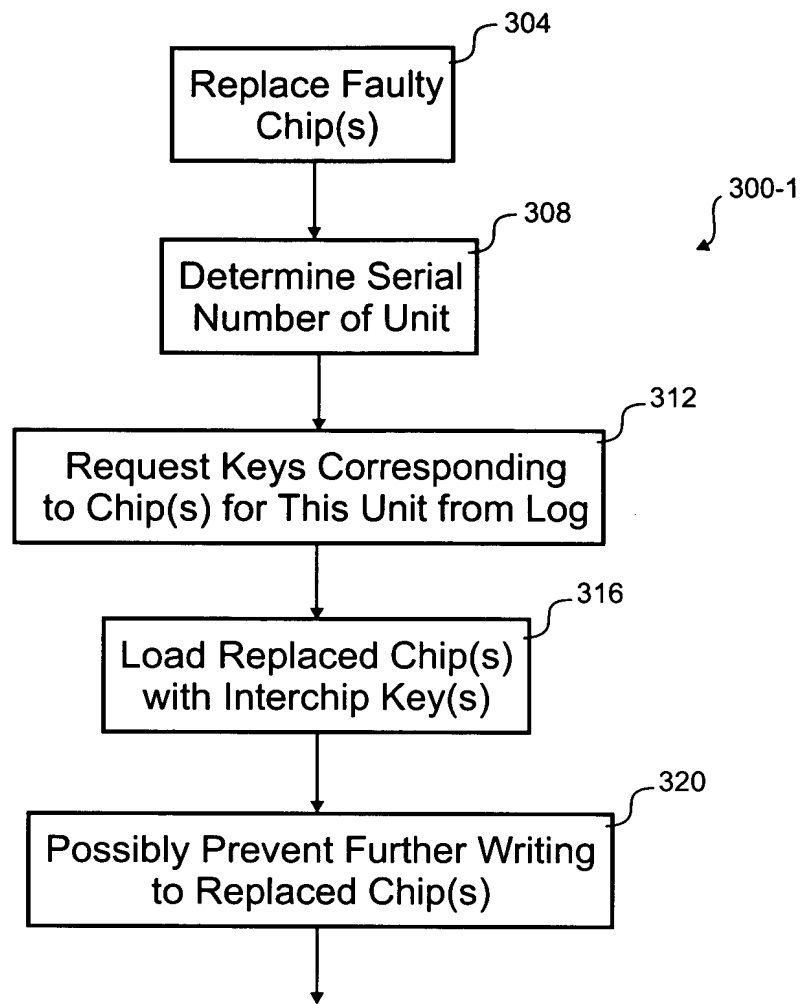 304
Replace Faulty
Chip(s)
300-1
308
Determine Serial
Number of Unit
312
Request Keys Corresponding
to Chip(s) for This Unit from Log
316
Load Replaced Chip(s)
with Interchip Key(s)
320
Possibly Prevent Further Writing
to Replaced Chip(s)